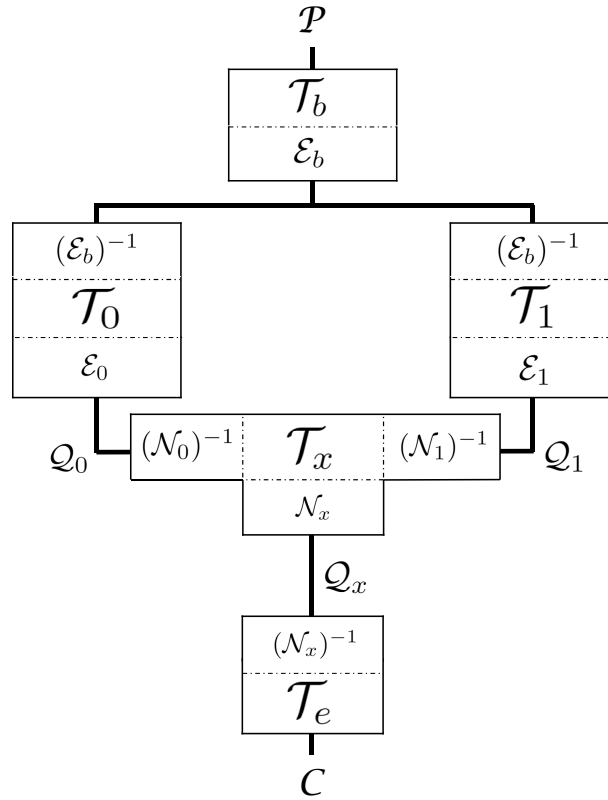 𝒫
𝒯_b
ℰ_b
(ℰ_b)⁻¹ (ℰ_b)⁻¹
𝒯_0 𝒯_1
ℰ_0 ℰ_1
𝒬_0 (𝒩_0)⁻¹ 𝒯_x (𝒩_1)⁻¹ 𝒬_1
𝒩_x
𝒬_x
(𝒩_x)⁻¹
𝒯_e
C